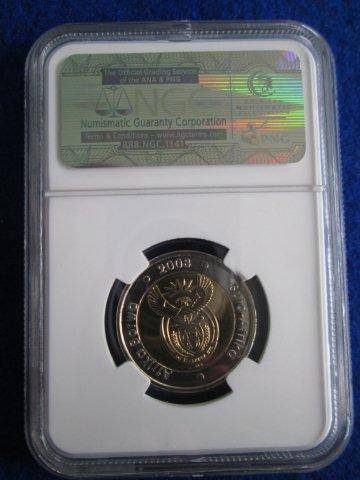 The Official Grading Service
of the ANA & PNG
NGC
Numismatic Guaranty Corporation
Terms & Conditions – www.ngcterms.com
888.NGC.1141
PNG
2008
Afrika Borwa